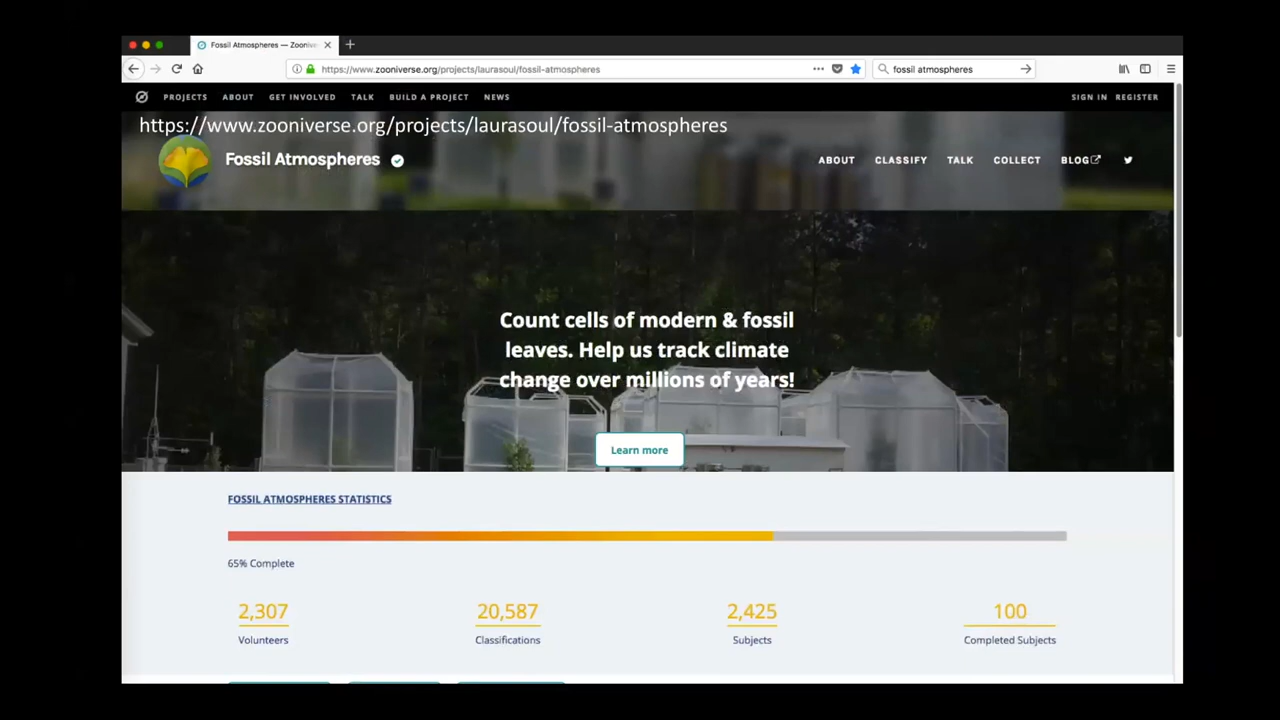 Fossil Atmospheres — Zooniv
https://www.zooniverse.org/projects/laurasoul/fossil-atmospheres
fossil atmospheres
PROJECTS ABOUT GET INVOLVED TALK BUILD A PROJECT NEWS SIGN IN REGISTER
https://www.zooniverse.org/projects/laurasoul/fossil-atmospheres
Fossil Atmospheres
ABOUT CLASSIFY TALK COLLECT BLOG
Count cells of modern & fossil
leaves. Help us track climate
change over millions of years!
Learn more
FOSSIL ATMOSPHERES STATISTICS
65% Complete
2,307 20,587 2,425 100
Volunteers Classifications Subjects Completed Subjects